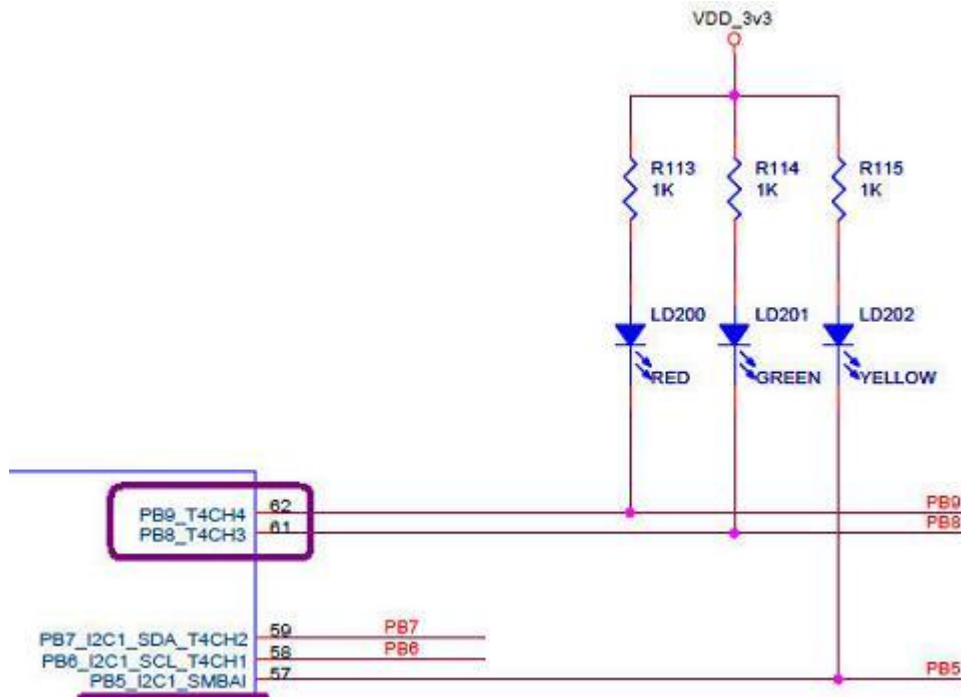 VDD_3v3
R113
1K
R114
1K
R115
1K
LD200
RED
LD201
GREEN
LD202
YELLOW
PB9_T4CH4 62 PB9
PB8_T4CH3 61 PB8
PB7_I2C1_SDA_T4CH2 59 PB7
PB6_I2C1_SCL_T4CH1 58 PB6
PB5_I2C1_SMBAI 57 PB5